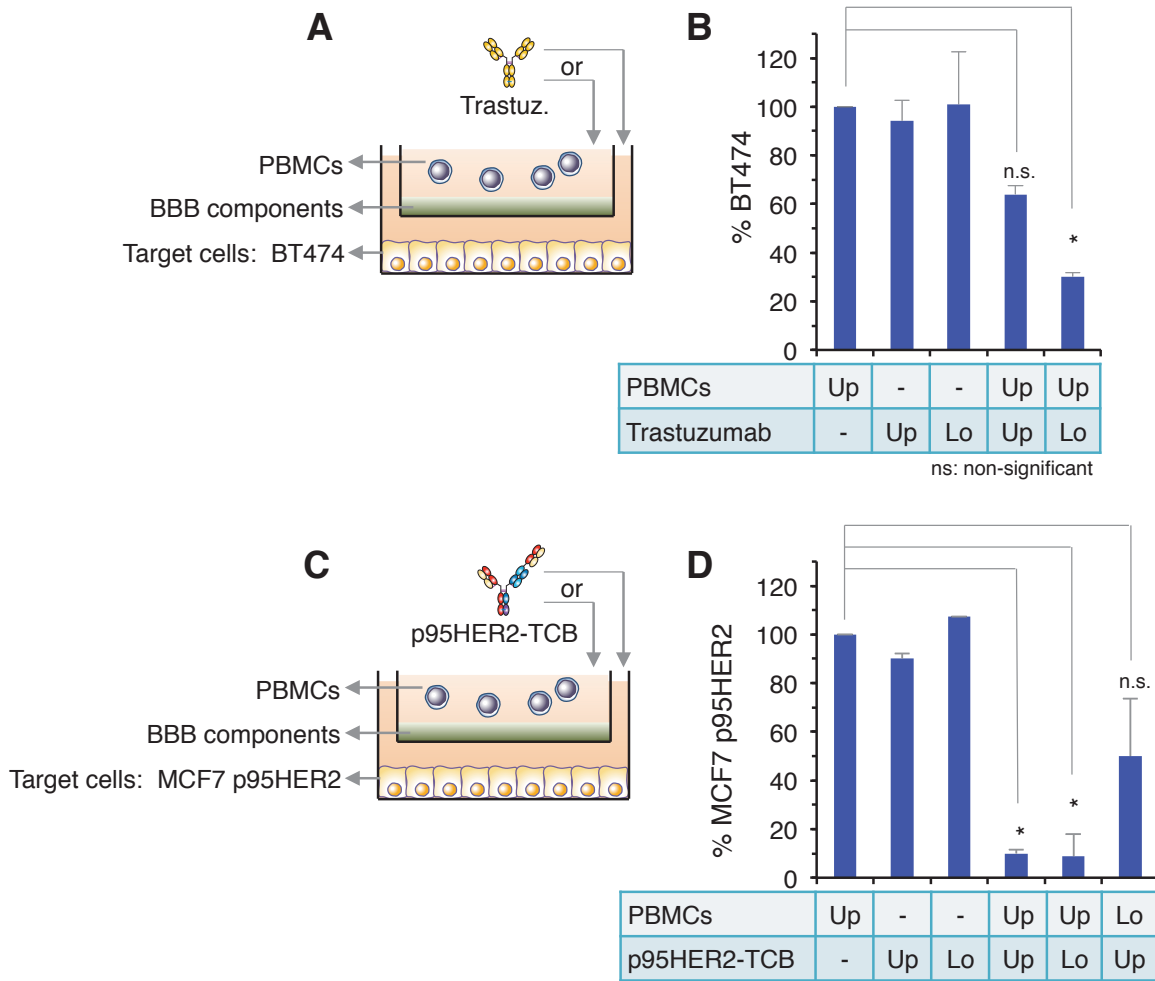 A
or
Trastuz.
PBMCs
BBB components
Target cells: BT474
B
% BT474
120
100
80
60
40
20
0
n.s.
*
PBMCs Up - - Up Up
Trastuzumab - Up Lo Up Lo
ns: non-significant
C
or
p95HER2-TCB
PBMCs
BBB components
Target cells: MCF7 p95HER2
D
% MCF7 p95HER2
120
100
80
60
40
20
0
*
*
n.s.
PBMCs Up - - Up Up Lo
p95HER2-TCB - Up Lo Up Lo Up